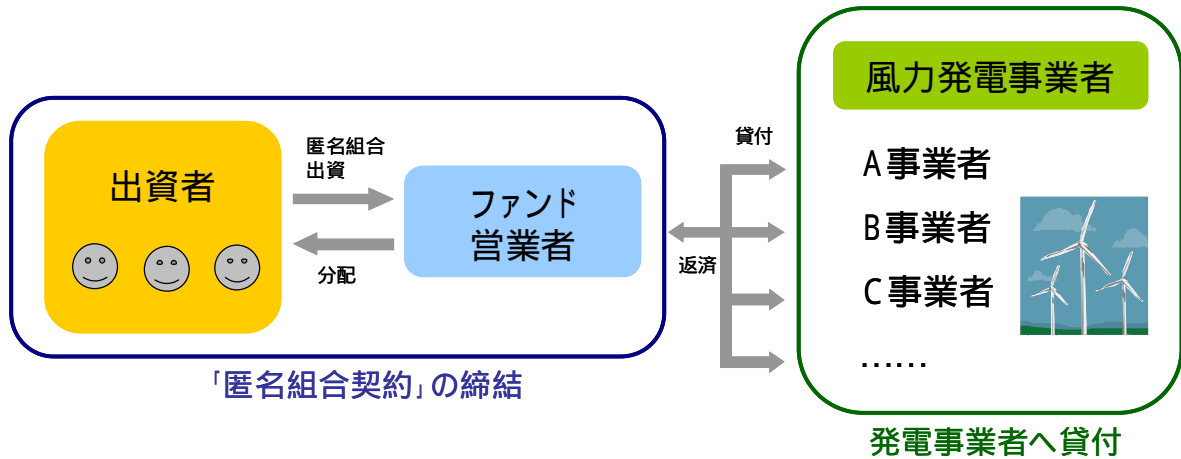 風力発電事業者
匿名組合
出資
出資者
ファンド
営業者
分配
貸付
返済
A事業者
B事業者
C事業者
……
「匿名組合契約」の締結
発電事業者へ貸付